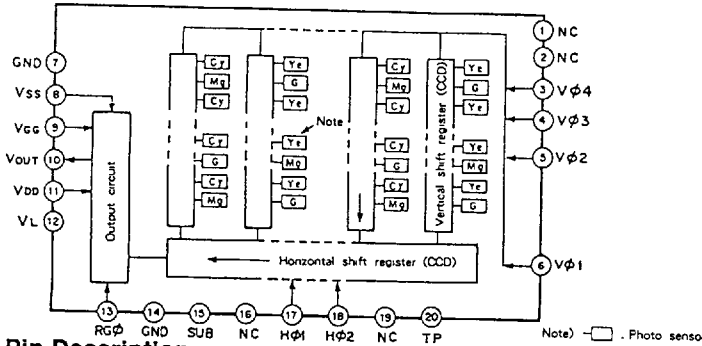 1 NC
2 NC
3 VΦ4
4 VΦ3
5 VΦ2
6 VΦ1
GND 7
VSS 8
VGG 9
VOUT 10
VDD 11
VL 12
Output circuit
Cy
Mg
Cy
Cy
G
Cy
Mg
Ye
G
Ye
Note
Ye
Mg
Ye
G
Cy
Mg
Cy
Cy
G
Cy
Mg
Vertical shift register (CCD)
Ye
G
Ye
Ye
Mg
Ye
G
Horizontal shift register (CCD)
13 14 15 16 17 18 19 20
RGΦ GND SUB NC HΦ1 HΦ2 NC TP
Note) . Photo senso
Pin Description